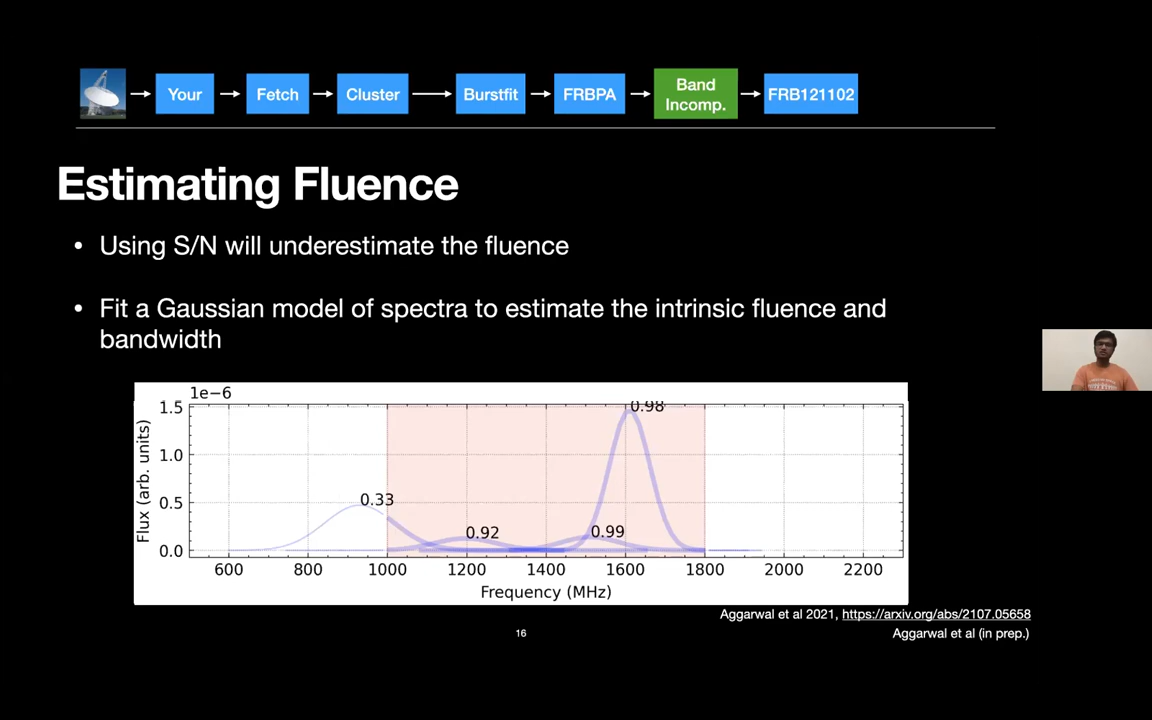 Your
Fetch
Cluster
Burstfit
FRBPA
Band
Incomp.
FRB121102
Estimating Fluence
• Using S/N will underestimate the fluence
• Fit a Gaussian model of spectra to estimate the intrinsic fluence and
bandwidth
1e−6
1.5
1.0
0.5
0.0
Flux (arb. units)
0.33
0.92
0.99
0.98
600 800 1000 1200 1400 1600 1800 2000 2200
Frequency (MHz)
Aggarwal et al 2021, https://arxiv.org/abs/2107.05658
16
Aggarwal et al (in prep.)